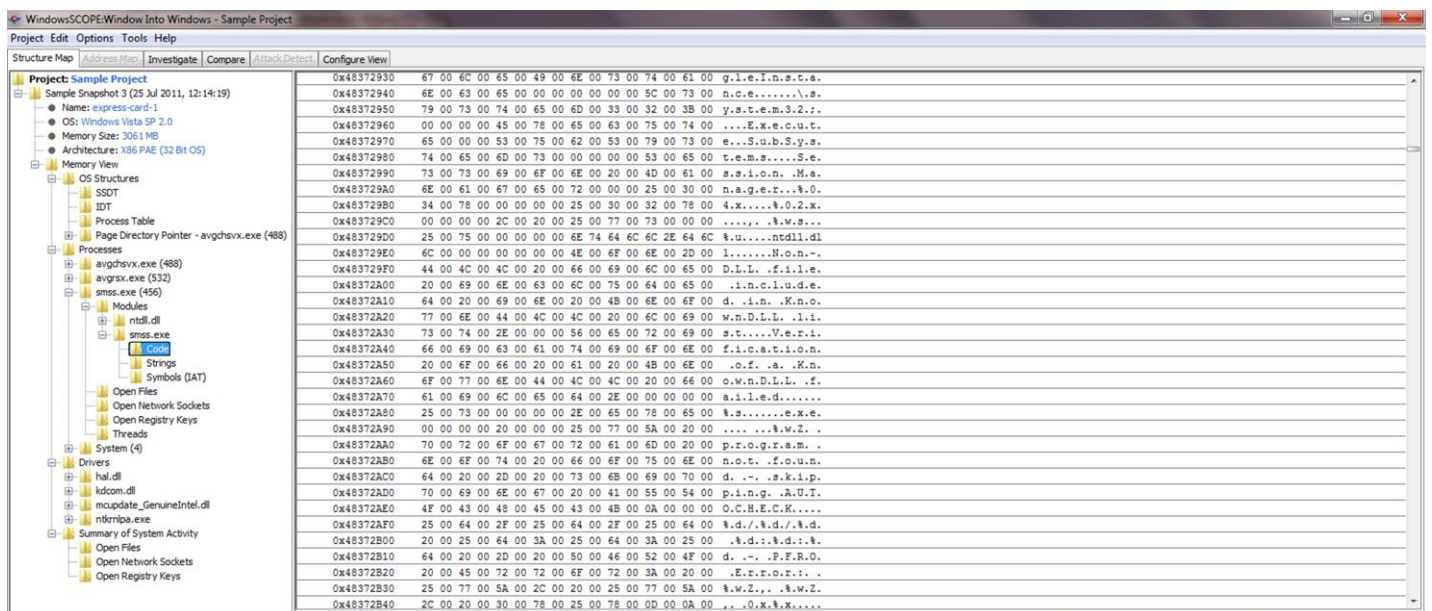 WindowsSCOPE:Window Into Windows - Sample Project
Project Edit Options Tools Help
Structure Map Address Map Investigate Compare Attack Detect Configure View
Project: Sample Project
Sample Snapshot 3 (25 Jul 2011, 12:14:19)
Name: express-card-1
OS: Windows Vista SP 2.0
Memory Size: 3061 MB
Architecture: X86 PAE (32 Bit OS)
Memory View
OS Structures
SSDT
IDT
Process Table
Page Directory Pointer - avgchsvx.exe (488)
Processes
avgchsvx.exe (488)
avgrsx.exe (532)
smss.exe (456)
Modules
ntdll.dll
smss.exe
Code
Strings
Symbols (IAT)
Open Files
Open Network Sockets
Open Registry Keys
Threads
System (4)
Drivers
hal.dll
kdcom.dll
mcupdate_GenuineIntel.dll
ntkrnlpa.exe
Summary of System Activity
Open Files
Open Network Sockets
Open Registry Keys
0x48372930 67 00 6C 00 65 00 49 00 6E 00 73 00 74 00 61 00 g.l.e.I.n.s.t.a.
0x48372940 6E 00 63 00 65 00 00 00 00 00 00 00 5C 00 73 00 n.c.e.......\.s.
0x48372950 79 00 73 00 74 00 65 00 6D 00 33 00 32 00 3B 00 y.s.t.e.m.3.2.;.
0x48372960 00 00 00 00 45 00 78 00 65 00 63 00 75 00 74 00 ....E.x.e.c.u.t.
0x48372970 65 00 00 00 53 00 75 00 62 00 53 00 79 00 73 00 e...S.u.b.S.y.s.
0x48372980 74 00 65 00 6D 00 73 00 00 00 00 00 53 00 65 00 t.e.m.s.....S.e.
0x48372990 73 00 73 00 69 00 6F 00 6E 00 20 00 4D 00 61 00 s.s.i.o.n. .M.a.
0x483729A0 6E 00 61 00 67 00 65 00 72 00 00 00 25 00 30 00 n.a.g.e.r...%.0.
0x483729B0 34 00 78 00 00 00 00 00 25 00 30 00 32 00 78 00 4.x.....%.0.2.x.
0x483729C0 00 00 00 00 2C 00 20 00 25 00 77 00 73 00 00 00 ....,. .%.w.s...
0x483729D0 25 00 75 00 00 00 00 00 6E 74 64 6C 6C 2E 64 6C %.u.....ntdll.dl
0x483729E0 6C 00 00 00 00 00 00 00 4E 00 6F 00 6E 00 2D 00 l.......N.o.n.-.
0x483729F0 44 00 4C 00 4C 00 20 00 66 00 69 00 6C 00 65 00 D.L.L. .f.i.l.e.
0x48372A00 20 00 69 00 6E 00 63 00 6C 00 75 00 64 00 65 00 .i.n.c.l.u.d.e.
0x48372A10 64 00 20 00 69 00 6E 00 20 00 4B 00 6E 00 6F 00 d. .i.n. .K.n.o.
0x48372A20 77 00 6E 00 44 00 4C 00 4C 00 20 00 6C 00 69 00 w.n.D.L.L. .l.i.
0x48372A30 73 00 74 00 2E 00 00 00 56 00 65 00 72 00 69 00 s.t.....V.e.r.i.
0x48372A40 66 00 69 00 63 00 61 00 74 00 69 00 6F 00 6E 00 f.i.c.a.t.i.o.n.
0x48372A50 20 00 6F 00 66 00 20 00 61 00 20 00 4B 00 6E 00 .o.f. .a. .K.n.
0x48372A60 6F 00 77 00 6E 00 44 00 4C 00 4C 00 20 00 66 00 o.w.n.D.L.L. .f.
0x48372A70 61 00 69 00 6C 00 65 00 64 00 2E 00 00 00 00 00 a.i.l.e.d.......
0x48372A80 25 00 73 00 00 00 00 00 2E 00 65 00 78 00 65 00 %.s.......e.x.e.
0x48372A90 00 00 00 00 20 00 00 00 25 00 77 00 5A 00 20 00 .... ...%.w.Z. .
0x48372AA0 70 00 72 00 6F 00 67 00 72 00 61 00 6D 00 20 00 p.r.o.g.r.a.m. .
0x48372AB0 6E 00 6F 00 74 00 20 00 66 00 6F 00 75 00 6E 00 n.o.t. .f.o.u.n.
0x48372AC0 64 00 20 00 2D 00 20 00 73 00 6B 00 69 00 70 00 d. .-. .s.k.i.p.
0x48372AD0 70 00 69 00 6E 00 67 00 20 00 41 00 55 00 54 00 p.i.n.g. .A.U.T.
0x48372AE0 4F 00 43 00 48 00 45 00 43 00 4B 00 0A 00 00 00 O.C.H.E.C.K.....
0x48372AF0 25 00 64 00 2F 00 25 00 64 00 2F 00 25 00 64 00 %.d./.%.d./.%.d.
0x48372B00 20 00 25 00 64 00 3A 00 25 00 64 00 3A 00 25 00 .%.d.:.%.d.:.%.
0x48372B10 64 00 20 00 2D 00 20 00 50 00 46 00 52 00 4F 00 d. .-. .P.F.R.O.
0x48372B20 20 00 45 00 72 00 72 00 6F 00 72 00 3A 00 20 00 .E.r.r.o.r.:. .
0x48372B30 25 00 77 00 5A 00 2C 00 20 00 25 00 77 00 5A 00 %.w.Z.,. .%.w.Z.
0x48372B40 2C 00 20 00 30 00 78 00 25 00 78 00 0D 00 0A 00 ,. .0.x.%.x.....